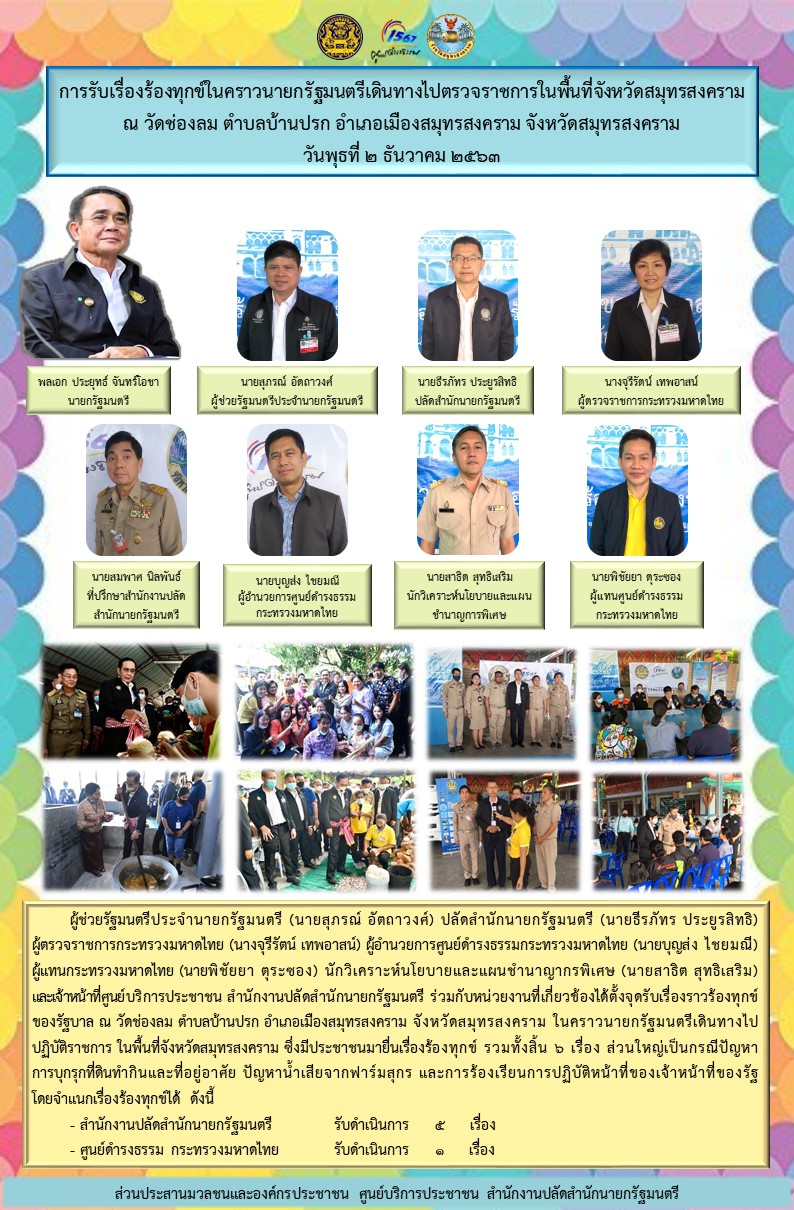 1567
การรับเรื่องร้องทุกข์ในคราวนายกรัฐมนตรีเดินทางไปตรวจราชการในพื้นที่จังหวัดสมุทรสงคราม
ณ วัดช่องลม ตำบลบ้านปรก อำเภอเมืองสมุทรสงคราม จังหวัดสมุทรสงคราม
วันพุธที่ ๒ ธันวาคม ๒๕๖๓
พลเอก ประยุทธ์ จันทร์โอชา
นายกรัฐมนตรี
นายสุภรณ์ อัตถาวงศ์
ผู้ช่วยรัฐมนตรีประจำนายกรัฐมนตรี
นายธีรภัทร ประยูรสิทธิ
ปลัดสำนักนายกรัฐมนตรี
นางจุรีรัตน์ เทพอาสน์
ผู้ตรวจราชการกระทรวงมหาดไทย
นายสมพาศ นิลพันธ์
ที่ปรึกษาสำนักงานปลัด
สำนักนายกรัฐมนตรี
นายบุญส่ง ไชยมณี
ผู้อำนวยการศูนย์ดำรงธรรม
กระทรวงมหาดไทย
นายสาธิต สุทธิเสริม
นักวิเคราะห์นโยบายและแผน
ชำนาญการพิเศษ
นายพิชัยยา ตุระซอง
ผู้แทนศูนย์ดำรงธรรม
กระทรวงมหาดไทย
ผู้ช่วยรัฐมนตรีประจำนายกรัฐมนตรี (นายสุภรณ์ อัตถาวงศ์) ปลัดสำนักนายกรัฐมนตรี (นายธีรภัทร ประยูรสิทธิ)
ผู้ตรวจราชการกระทรวงมหาดไทย (นางจุรีรัตน์ เทพอาสน์) ผู้อำนวยการศูนย์ดำรงธรรมกระทรวงมหาดไทย (นายบุญส่ง ไชยมณี)
ผู้แทนกระทรวงมหาดไทย (นายพิชัยยา ตุระซอง) นักวิเคราะห์นโยบายและแผนชำนาญากรพิเศษ (นายสาธิต สุทธิเสริม)
และเจ้าหน้าที่ศูนย์บริการประชาชน สำนักงานปลัดสำนักนายกรัฐมนตรี ร่วมกับหน่วยงานที่เกี่ยวข้องได้ตั้งจุดรับเรื่องราวร้องทุกข์
ของรัฐบาล ณ วัดช่องลม ตำบลบ้านปรก อำเภอเมืองสมุทรสงคราม จังหวัดสมุทรสงคราม ในคราวนายกรัฐมนตรีเดินทางไป
ปฏิบัติราชการ ในพื้นที่จังหวัดสมุทรสงคราม ซึ่งมีประชาชนมายื่นเรื่องร้องทุกข์ รวมทั้งสิ้น ๖ เรื่อง ส่วนใหญ่เป็นกรณีปัญหา
การบุกรุกที่ดินทำกินและที่อยู่อาศัย ปัญหาน้ำเสียจากฟาร์มสุกร และการร้องเรียนการปฏิบัติหน้าที่ของเจ้าหน้าที่ของรัฐ
โดยจำแนกเรื่องร้องทุกข์ได้ ดังนี้
- สำนักงานปลัดสำนักนายกรัฐมนตรี รับดำเนินการ ๕ เรื่อง
- ศูนย์ดำรงธรรม กระทรวงมหาดไทย รับดำเนินการ ๑ เรื่อง
ส่วนประสานมวลชนและองค์กรประชาชน ศูนย์บริการประชาชน สำนักงานปลัดสำนักนายกรัฐมนตรี